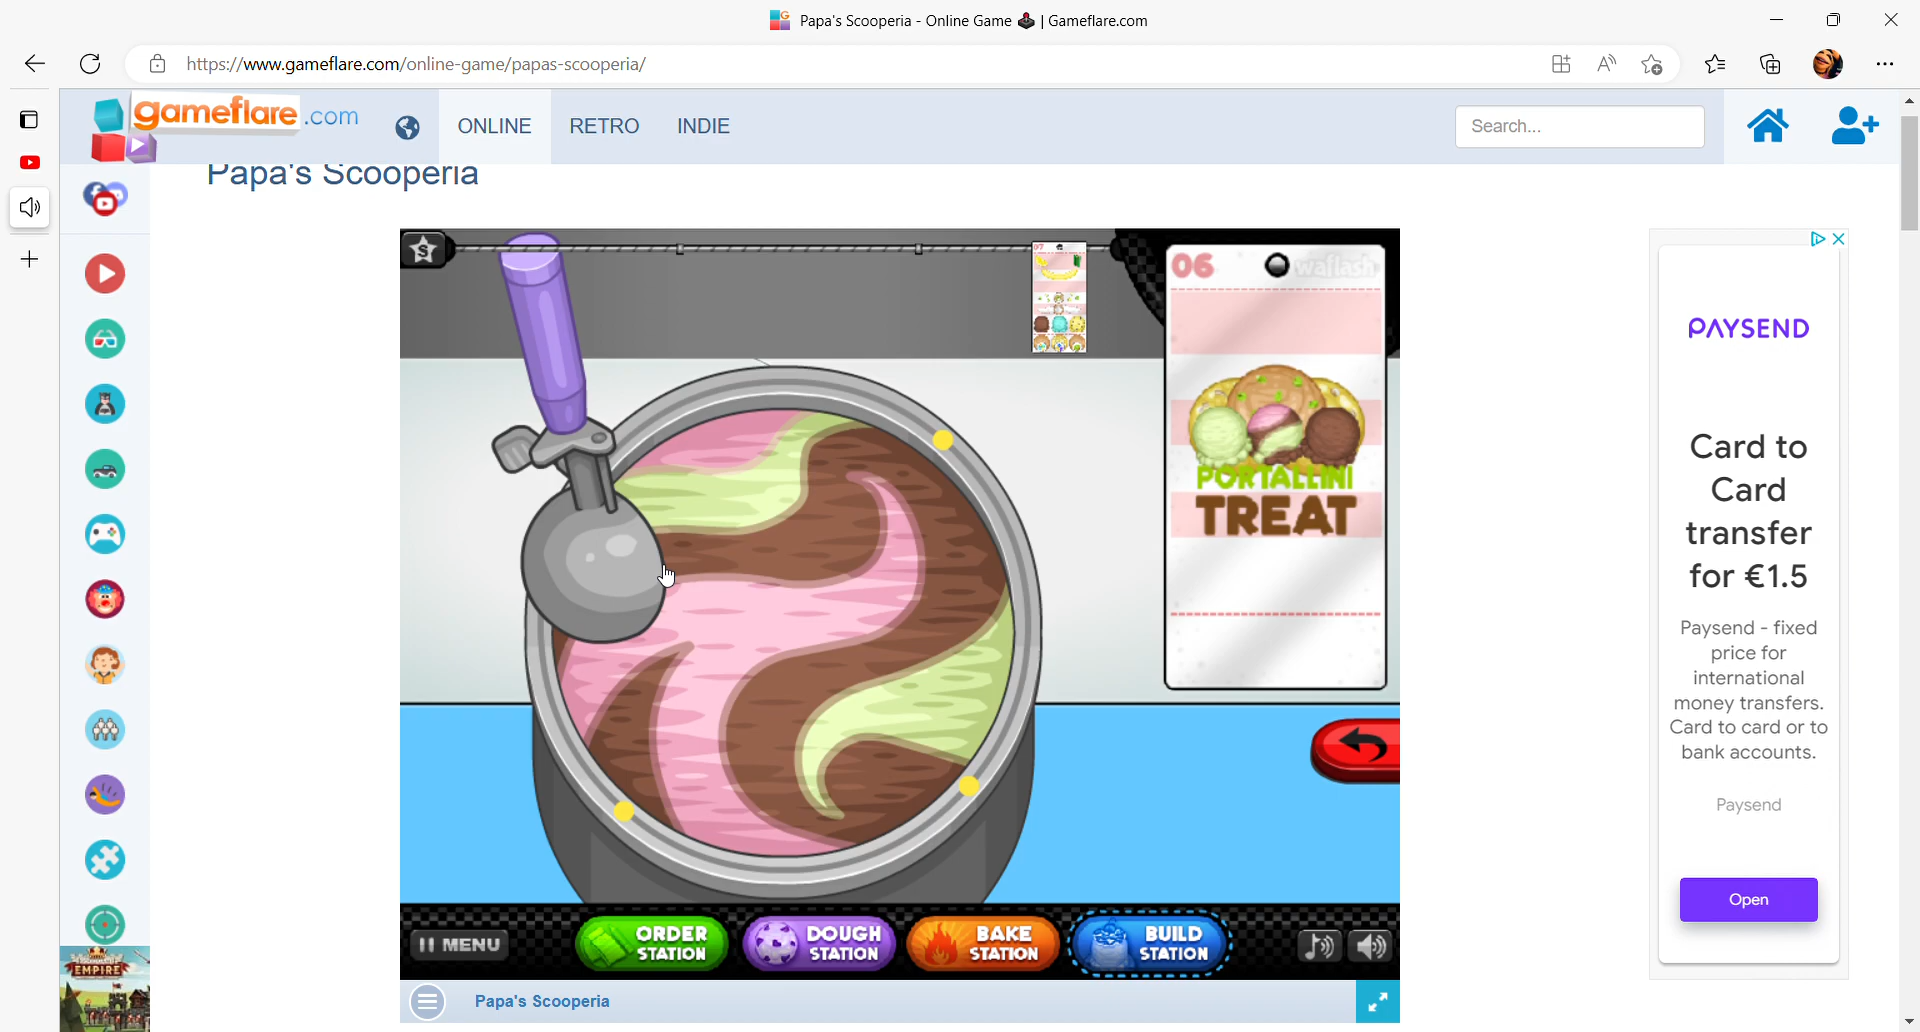 Papa's Scooperia - Online Game 🕹️ | Gameflare.com
https://www.gameflare.com/online-game/papas-scooperia/
gameflare.com
ONLINE
RETRO
INDIE
Search...
Papa's Scooperia
S
07
06
waflash
PORTALLINI
TREAT
MENU
ORDER
STATION
DOUGH
STATION
BAKE
STATION
BUILD
STATION
Papa's Scooperia
EMPIRE
PAYSEND
Card to
Card
transfer
for €1.5
Paysend - fixed
price for
international
money transfers.
Card to card or to
bank accounts.
Paysend
Open